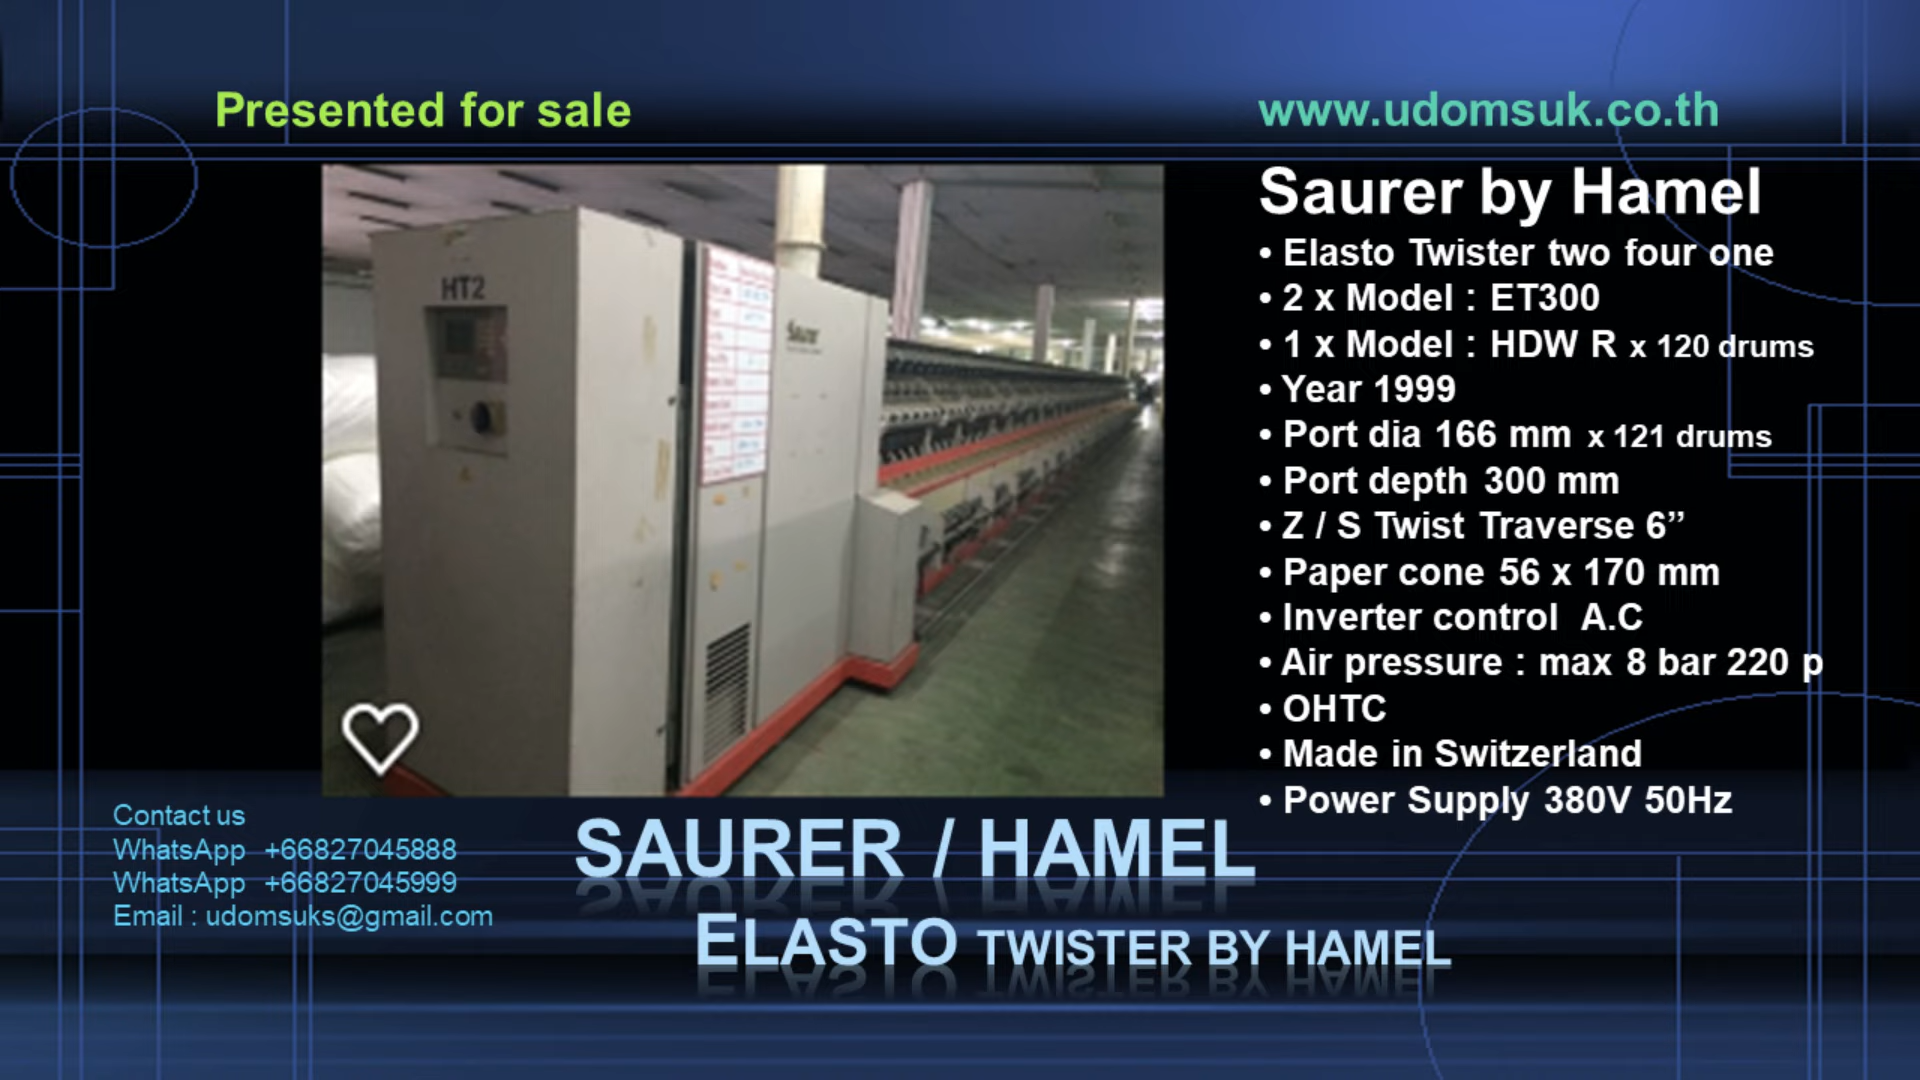 Presented for sale
www.udomsuk.co.th
HT2
Saurer
Saurer by Hamel
• Elasto Twister two four one
• 2 x Model : ET300
• 1 x Model : HDW R x 120 drums
• Year 1999
• Port dia 166 mm x 121 drums
• Port depth 300 mm
• Z / S Twist Traverse 6”
• Paper cone 56 x 170 mm
• Inverter control A.C
• Air pressure : max 8 bar 220 p
• OHTC
• Made in Switzerland
• Power Supply 380V 50Hz
Contact us
WhatsApp +66827045888
WhatsApp +66827045999
Email : udomsuks@gmail.com
SAURER / HAMEL
ELASTO TWISTER BY HAMEL